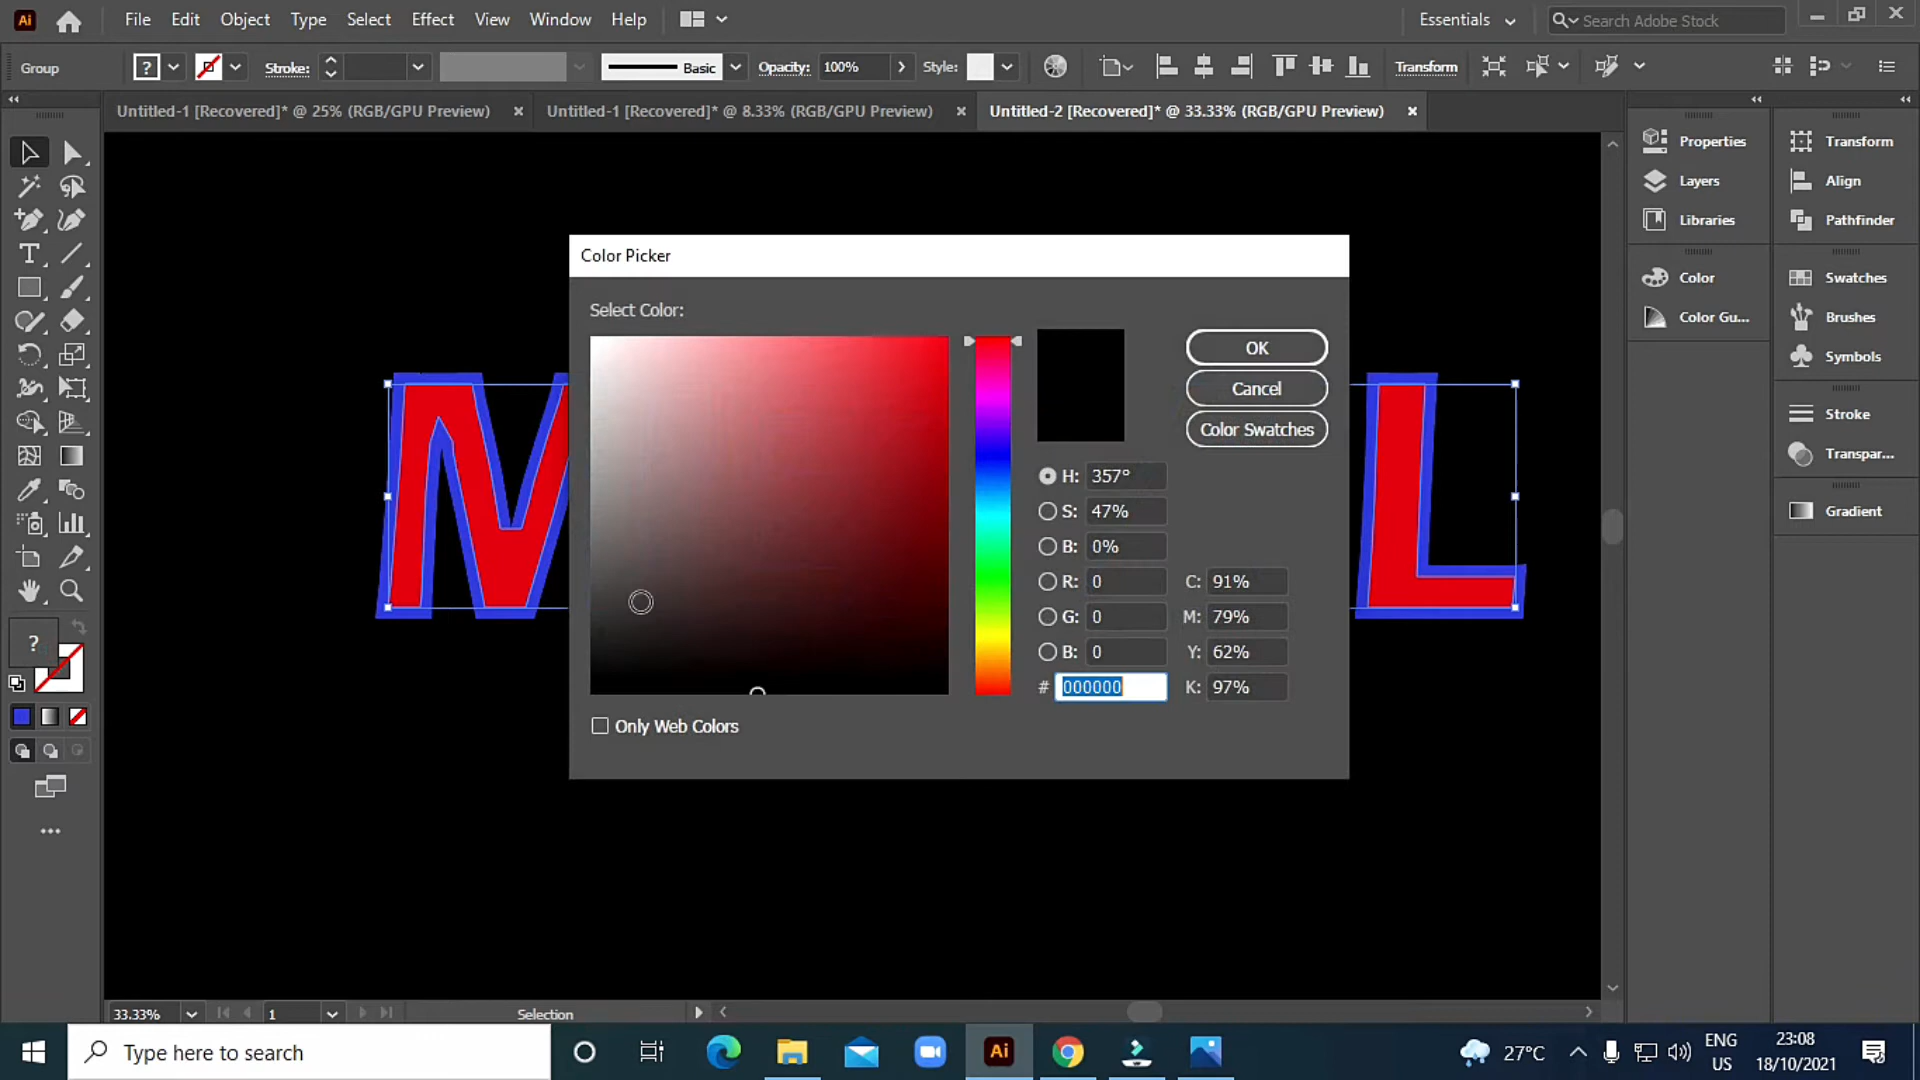 Ai File Edit Object Type Select Effect View Window Help Essentials Search Adobe Stock
Group ? Stroke: Basic Opacity: 100% Style: Transform
Untitled-1 [Recovered]* @ 25% (RGB/GPU Preview) × Untitled-1 [Recovered]* @ 8.33% (RGB/GPU Preview) × Untitled-2 [Recovered]* @ 33.33% (RGB/GPU Preview) ×
Properties
Layers
Libraries
Color
Color Gu...
Transform
Align
Pathfinder
Swatches
Brushes
Symbols
Stroke
Transpar...
Gradient
T
?
M
L
Color Picker
Select Color:
OK
Cancel
Color Swatches
H: 357°
S: 47%
B: 0%
R: 0 C: 91%
G: 0 M: 79%
B: 0 Y: 62%
# 000000 K: 97%
Only Web Colors
33.33% 1 Selection
Type here to search Ai 27°C ENG 23:08
US 18/10/2021